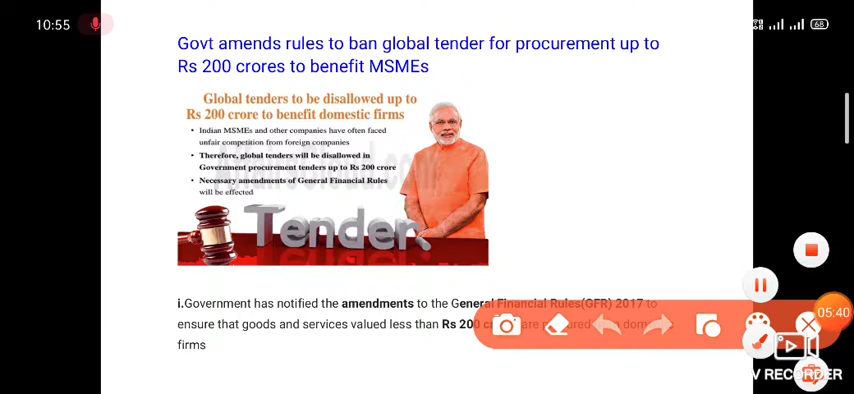 10:55
68
Govt amends rules to ban global tender for procurement up to
Rs 200 crores to benefit MSMEs
Global tenders to be disallowed up to
Rs 200 crore to benefit domestic firms
• Indian MSMEs and other companies have often faced
unfair competition from foreign companies
• Therefore, global tenders will be disallowed in
Government procurement tenders up to Rs 200 crore
• Necessary amendments of General Financial Rules
will be effected
AffairsCloud.com
Tender
i.Government has notified the amendments to the General Financial Rules(GFR) 2017 to
ensure that goods and services valued less than Rs 200
firms
05:40
V RECORDER